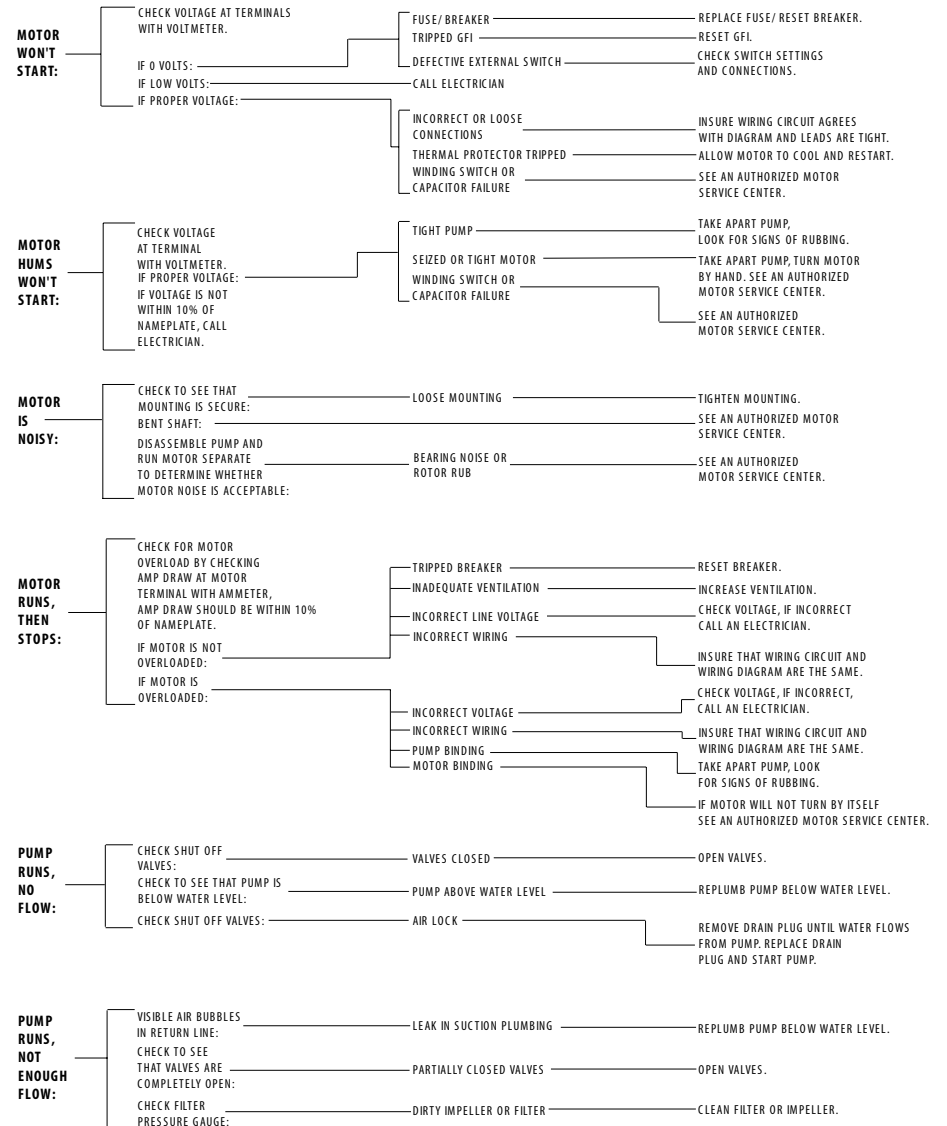 MOTOR
WON'T
START:
CHECK VOLTAGE AT TERMINALS
WITH VOLTMETER.
IF 0 VOLTS:
FUSE/ BREAKER
REPLACE FUSE/ RESET BREAKER.
TRIPPED GFI
RESET GFI.
DEFECTIVE EXTERNAL SWITCH
CHECK SWITCH SETTINGS
AND CONNECTIONS.
IF LOW VOLTS:
CALL ELECTRICIAN
IF PROPER VOLTAGE:
INCORRECT OR LOOSE
CONNECTIONS
INSURE WIRING CIRCUIT AGREES
WITH DIAGRAM AND LEADS ARE TIGHT.
THERMAL PROTECTOR TRIPPED
ALLOW MOTOR TO COOL AND RESTART.
WINDING SWITCH OR
CAPACITOR FAILURE
SEE AN AUTHORIZED MOTOR
SERVICE CENTER.
MOTOR
HUMS
WON'T
START:
CHECK VOLTAGE
AT TERMINAL
WITH VOLTMETER.
IF PROPER VOLTAGE:
IF VOLTAGE IS NOT
WITHIN 10% OF
NAMEPLATE, CALL
ELECTRICIAN.
TIGHT PUMP
TAKE APART PUMP,
LOOK FOR SIGNS OF RUBBING.
SEIZED OR TIGHT MOTOR
TAKE APART PUMP, TURN MOTOR
BY HAND. SEE AN AUTHORIZED
MOTOR SERVICE CENTER.
WINDING SWITCH OR
CAPACITOR FAILURE
SEE AN AUTHORIZED
MOTOR SERVICE CENTER.
MOTOR
IS
NOISY:
CHECK TO SEE THAT
MOUNTING IS SECURE:
LOOSE MOUNTING
TIGHTEN MOUNTING.
BENT SHAFT:
SEE AN AUTHORIZED MOTOR
SERVICE CENTER.
DISASSEMBLE PUMP AND
RUN MOTOR SEPARATE
TO DETERMINE WHETHER
MOTOR NOISE IS ACCEPTABLE:
BEARING NOISE OR
ROTOR RUB
SEE AN AUTHORIZED
MOTOR SERVICE CENTER.
MOTOR
RUNS,
THEN
STOPS:
CHECK FOR MOTOR
OVERLOAD BY CHECKING
AMP DRAW AT MOTOR
TERMINAL WITH AMMETER,
AMP DRAW SHOULD BE WITHIN 10%
OF NAMEPLATE.
IF MOTOR IS NOT
OVERLOADED:
TRIPPED BREAKER
RESET BREAKER.
INADEQUATE VENTILATION
INCREASE VENTILATION.
INCORRECT LINE VOLTAGE
CHECK VOLTAGE, IF INCORRECT
CALL AN ELECTRICIAN.
INCORRECT WIRING
INSURE THAT WIRING CIRCUIT AND
WIRING DIAGRAM ARE THE SAME.
IF MOTOR IS
OVERLOADED:
INCORRECT VOLTAGE
CHECK VOLTAGE, IF INCORRECT,
CALL AN ELECTRICIAN.
INCORRECT WIRING
INSURE THAT WIRING CIRCUIT AND
WIRING DIAGRAM ARE THE SAME.
PUMP BINDING
TAKE APART PUMP, LOOK
FOR SIGNS OF RUBBING.
MOTOR BINDING
IF MOTOR WILL NOT TURN BY ITSELF
SEE AN AUTHORIZED MOTOR SERVICE CENTER.
PUMP
RUNS,
NO
FLOW:
CHECK SHUT OFF
VALVES:
VALVES CLOSED
OPEN VALVES.
CHECK TO SEE THAT PUMP IS
BELOW WATER LEVEL:
PUMP ABOVE WATER LEVEL
REPLUMB PUMP BELOW WATER LEVEL.
CHECK SHUT OFF VALVES:
AIR LOCK
REMOVE DRAIN PLUG UNTIL WATER FLOWS
FROM PUMP. REPLACE DRAIN
PLUG AND START PUMP.
PUMP
RUNS,
NOT
ENOUGH
FLOW:
VISIBLE AIR BUBBLES
IN RETURN LINE:
LEAK IN SUCTION PLUMBING
REPLUMB PUMP BELOW WATER LEVEL.
CHECK TO SEE
THAT VALVES ARE
COMPLETELY OPEN:
PARTIALLY CLOSED VALVES
OPEN VALVES.
CHECK FILTER
PRESSURE GAUGE:
DIRTY IMPELLER OR FILTER
CLEAN FILTER OR IMPELLER.